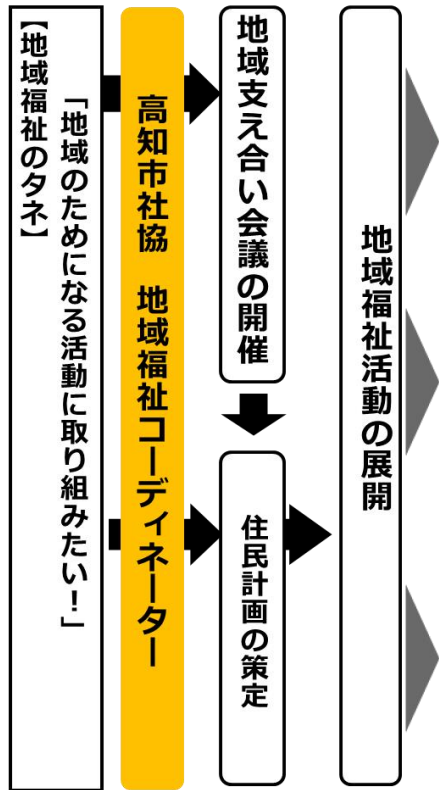 【地域福祉のタネ】
「地域のためになる活動に取り組みたい！」
高知市社協　地域福祉コーディネーター
地域支え合い会議の開催
住民計画の策定
地域福祉活動の展開